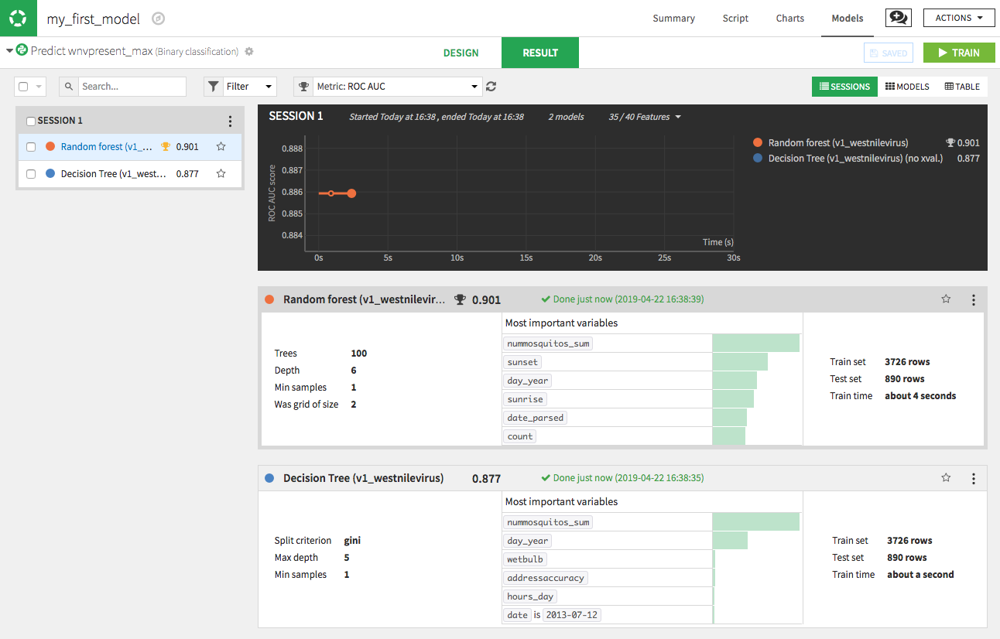 my_first_model
Summary Script Charts Models ACTIONS
Predict wnvpresent_max (Binary classification)
DESIGN RESULT
SAVED TRAIN
Search... Filter Metric: ROC AUC
SESSIONS MODELS TABLE
SESSION 1
Random forest (v1_... 0.901
Decision Tree (v1_west... 0.877
SESSION 1 Started Today at 16:38 , ended Today at 16:38 2 models 35 / 40 Features
ROC AUC score
0.888
0.887
0.886
0.885
0.884
Time (s)
0s 5s 10s 15s 20s 25s 30s
Random forest (v1_westnilevirus) 0.901
Decision Tree (v1_westnilevirus) (no xval.) 0.877
Random forest (v1_westnilevir... 0.901 Done just now (2019-04-22 16:38:39)
Trees 100
Depth 6
Min samples 1
Was grid of size 2
Most important variables
nummosquitos_sum
sunset
day_year
sunrise
date_parsed
count
Train set 3726 rows
Test set 890 rows
Train time about 4 seconds
Decision Tree (v1_westnilevirus) 0.877 Done just now (2019-04-22 16:38:35)
Split criterion gini
Max depth 5
Min samples 1
Most important variables
nummosquitos_sum
day_year
wetbulb
addressaccuracy
hours_day
date is 2013-07-12
Train set 3726 rows
Test set 890 rows
Train time about a second